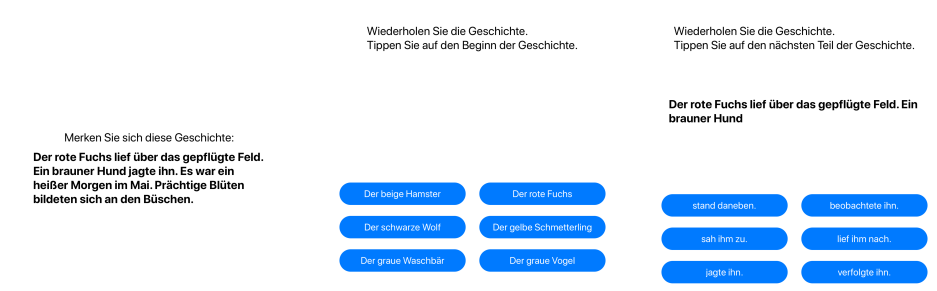 Merken Sie sich diese Geschichte:
Der rote Fuchs lief über das gepflügte Feld.
Ein brauner Hund jagte ihn. Es war ein
heißer Morgen im Mai. Prächtige Blüten
bildeten sich an den Büschen.
Wiederholen Sie die Geschichte.
Tippen Sie auf den Beginn der Geschichte.
Der beige Hamster
Der rote Fuchs
Der schwarze Wolf
Der gelbe Schmetterling
Der graue Waschbär
Der graue Vogel
Wiederholen Sie die Geschichte.
Tippen Sie auf den nächsten Teil der Geschichte.
Der rote Fuchs lief über das gepflügte Feld. Ein
brauner Hund
stand daneben.
beobachtete ihn.
sah ihm zu.
lief ihm nach.
jagte ihn.
verfolgte ihn.